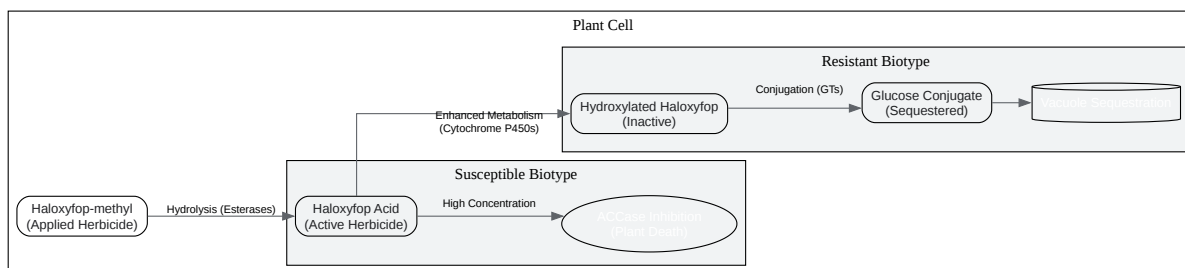 Plant Cell
Resistant Biotype
Conjugation (GTs)
Hydroxylated Haloxyfop
(Inactive)
Glucose Conjugate
(Sequestered)
Vacuole Sequestration
Enhanced Metabolism
(Cytochrome P450s)
Susceptible Biotype
Haloxyfop-methyl
(Applied Herbicide)
Hydrolysis (Esterases)
Haloxyfop Acid
(Active Herbicide)
High Concentration
ACCase Inhibition
(Plant Death)